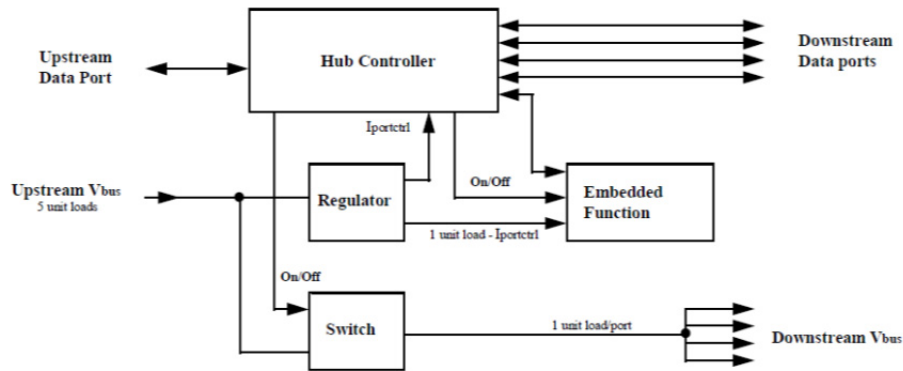 Upstream
Data Port
Hub Controller
Downstream
Data ports
Iportctrl
Upstream Vbus
5 unit loads
Regulator
On/Off
Embedded
Function
1 unit load - Iportctrl
On/Off
Switch
1 unit load/port
Downstream Vbus